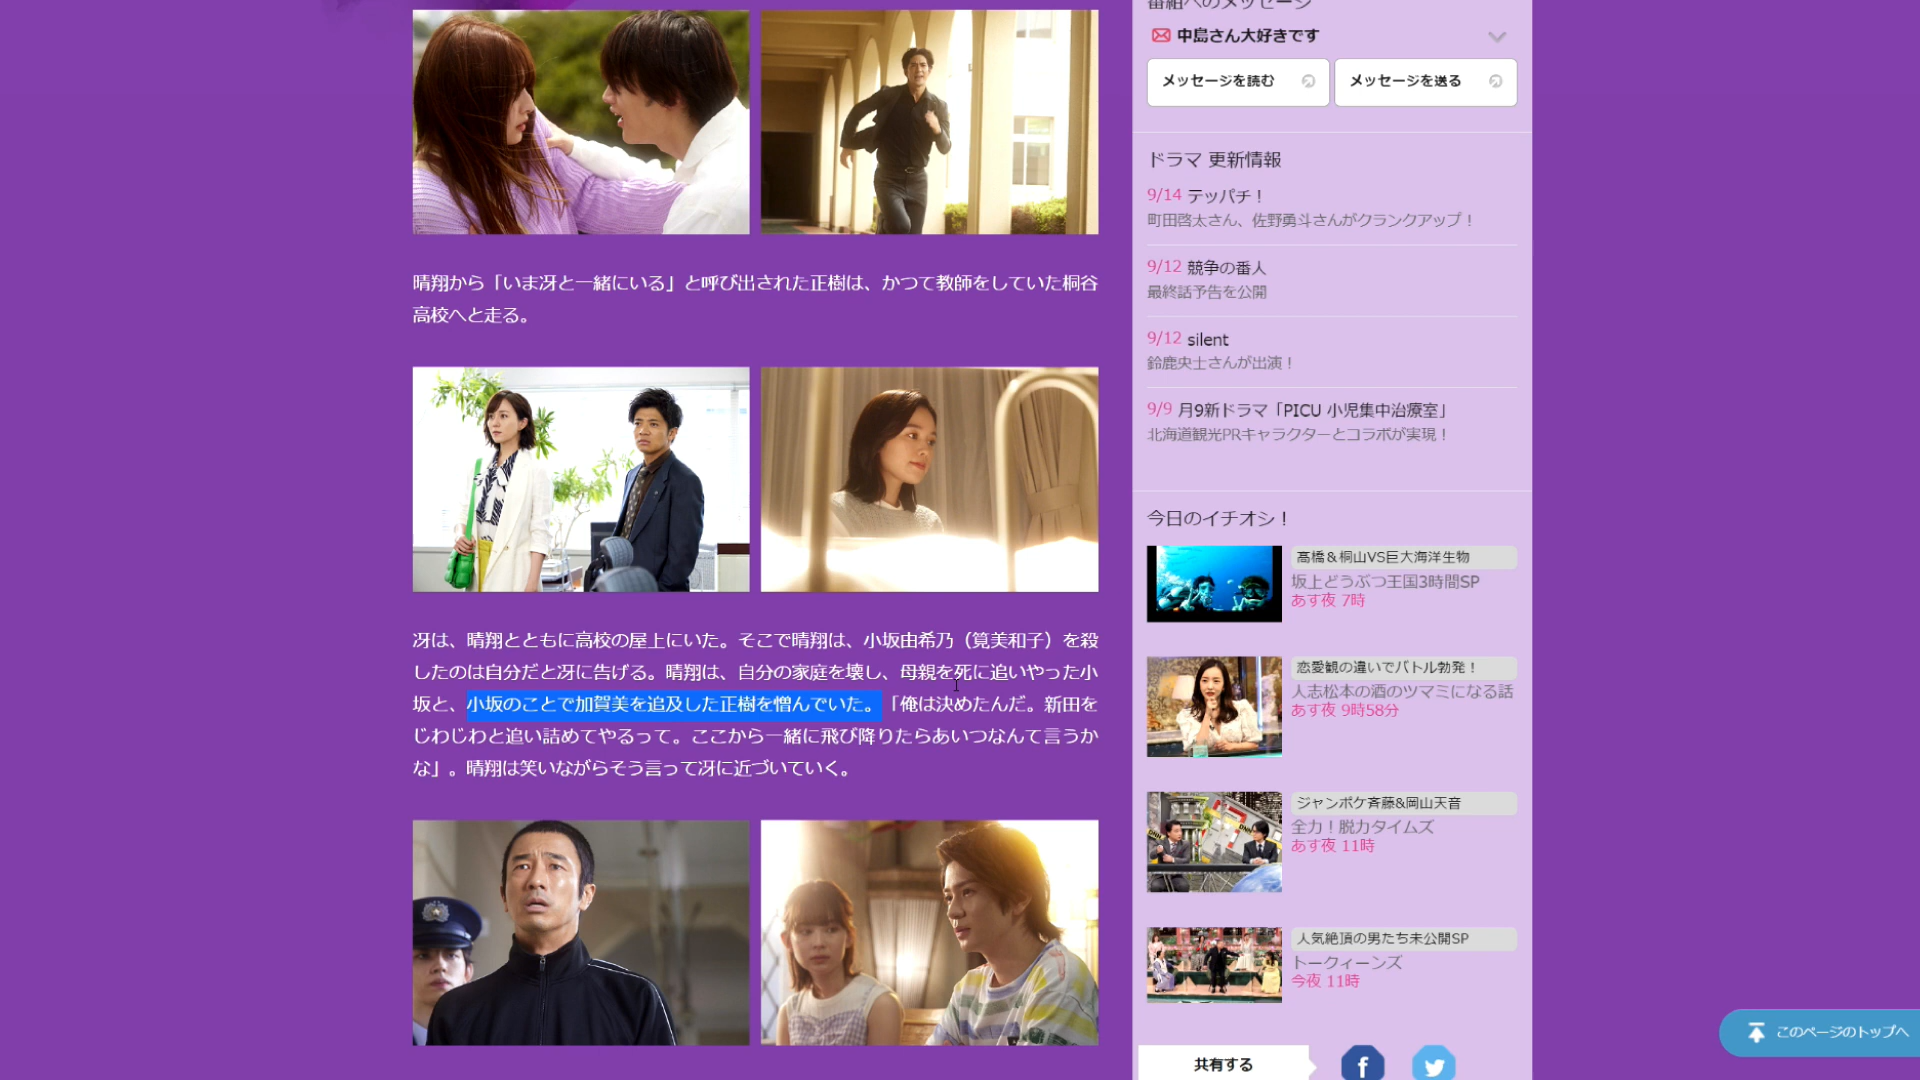 晴翔から「いま冴と一緒にいる」と呼び出された正樹は、かつて教師をしていた桐谷
高校へと走る。
冴は、晴翔とともに高校の屋上にいた。そこで晴翔は、小坂由希乃（筧美和子）を殺
したのは自分だと冴に告げる。晴翔は、自分の家庭を壊し、母親を死に追いやった小
坂と、小坂のことで加賀美を追及した正樹を憎んでいた。「俺は決めたんだ。新田を
じわじわと追い詰めてやるって。ここから一緒に飛び降りたらあいつなんて言うか
な」。晴翔は笑いながらそう言って冴に近づいていく。
番組へのメッセージ
中島さん大好きです
メッセージを読む
メッセージを送る
ドラマ 更新情報
9/14 テッパチ！
町田啓太さん、佐野勇斗さんがクランクアップ！
9/12 競争の番人
最終話予告を公開
9/12 silent
鈴鹿央士さんが出演！
9/9 月9新ドラマ「PICU 小児集中治療室」
北海道観光PRキャラクターとコラボが実現！
今日のイチオシ！
高橋＆桐山VS巨大海洋生物
坂上どうぶつ王国3時間SP
あす夜 7時
恋愛観の違いでバトル勃発！
人志松本の酒のツマミになる話
あす夜 9時58分
ジャンポケ斉藤&岡山天音
全力！脱力タイムズ
あす夜 11時
人気絶頂の男たち未公開SP
トークィーンズ
今夜 11時
共有する
このページのトップへ